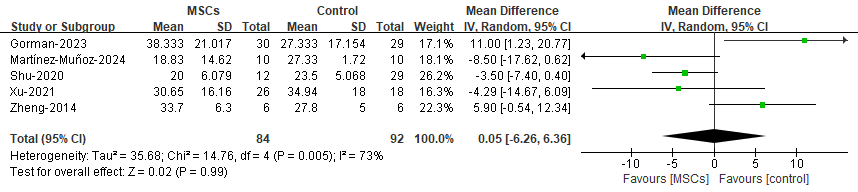 MSCs Control Mean Difference Mean Difference
Study or Subgroup Mean SD Total Mean SD Total Weight IV, Random, 95% CI IV, Random, 95% CI
Gorman-2023 38.333 21.017 30 27.333 17.154 29 17.1% 11.00 [1.23, 20.77]
Martínez-Muñoz-2024 18.83 14.62 10 27.33 1.72 10 18.2% -8.50 [-17.62, 0.62]
Shu-2020 20 6.079 12 23.5 5.068 29 26.1% -3.50 [-7.40, 0.40]
Xu-2021 30.65 16.16 26 34.94 18 18 16.2% -4.29 [-14.67, 6.09]
Zheng-2014 33.7 6.3 6 27.8 5 6 22.3% 5.90 [-0.54, 12.34]
Total (95% CI) 84 92 100.0% 0.05 [-6.26, 6.36]
Heterogeneity: Tau² = 35.68; Chi² = 14.76, df = 4 (P = 0.005); I² = 73%
Test for overall effect: Z = 0.02 (P = 0.99)
-10 -5 0 5 10
Favours [MSCs] Favours [control]